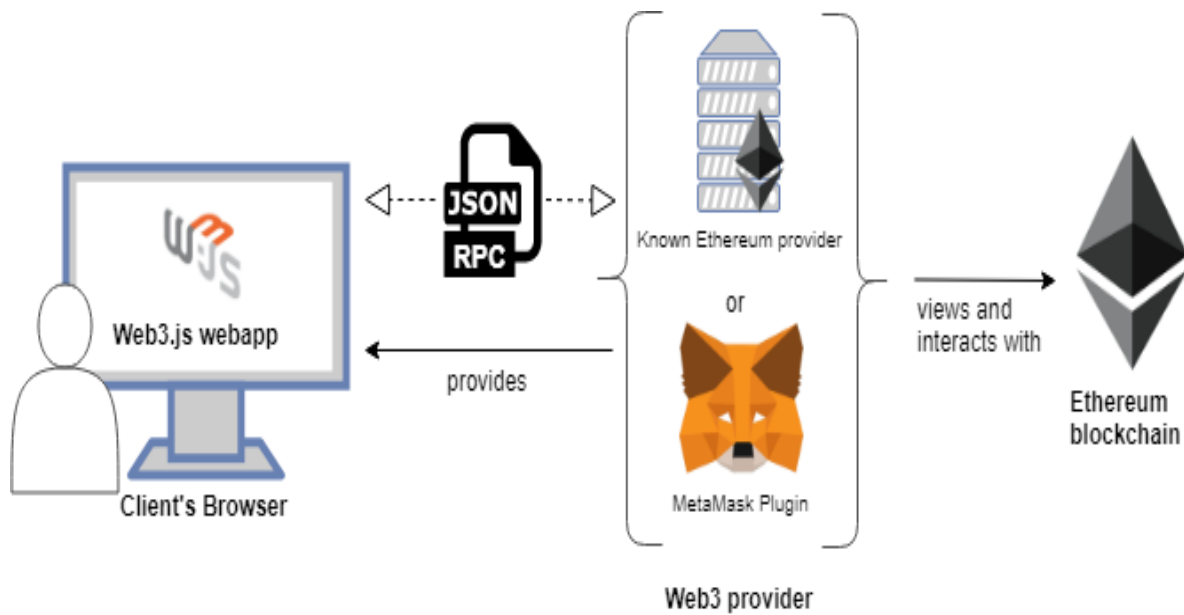 JSON
RPC
W3JS
Web3.js webapp
Client's Browser
provides
Known Ethereum provider
or
MetaMask Plugin
Web3 provider
views and
interacts with
Ethereum
blockchain